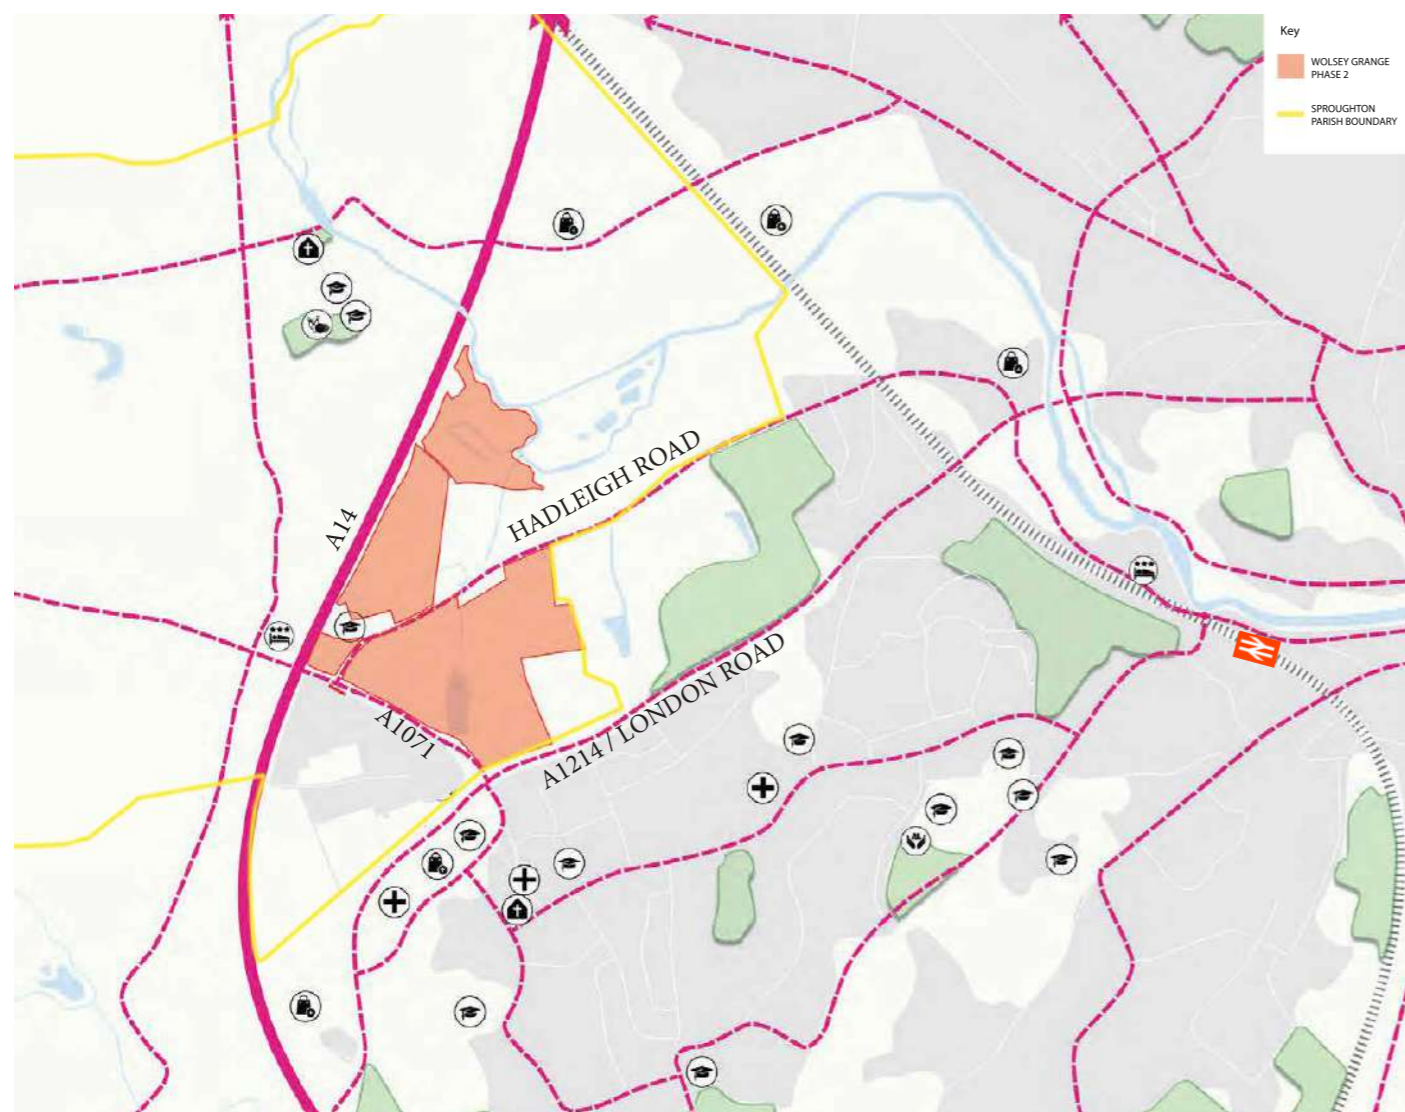 Key
WOLSEY GRANGE
PHASE 2
SPROUGHTON
PARISH BOUNDARY
HADLEIGH ROAD
A14
A1071
A1214 / LONDON ROAD